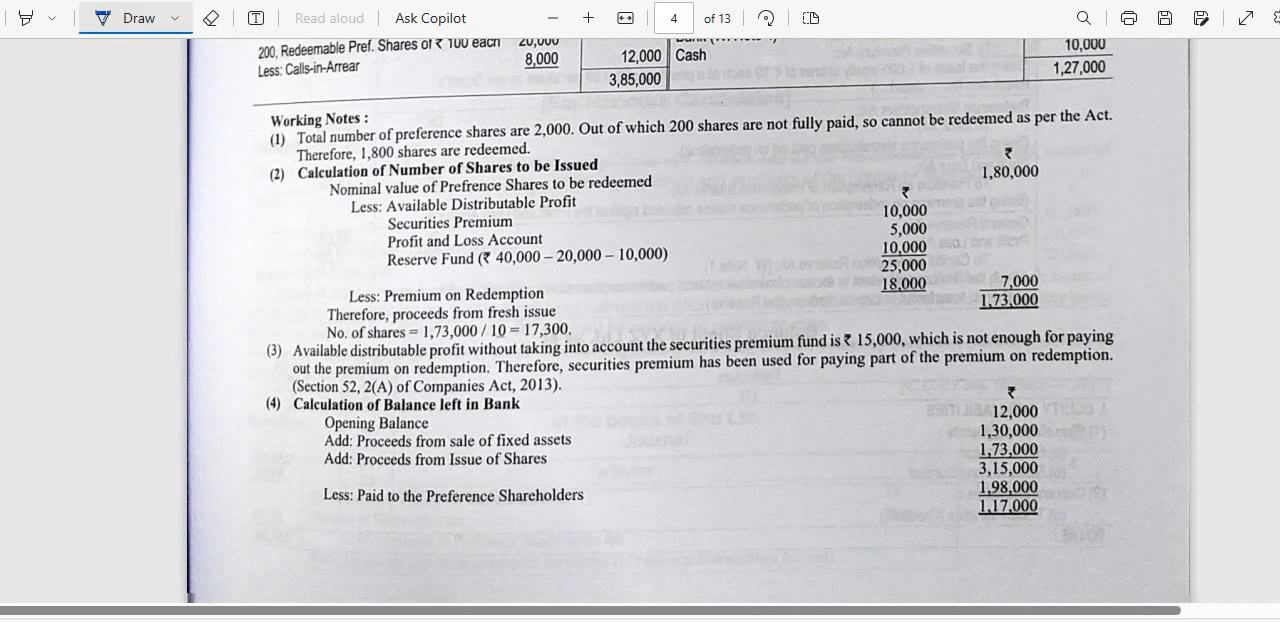 Draw
Read aloud
Ask Copilot
4 of 13
200, Redeemable Pref. Shares of ₹ 100 each 20,000
Less: Calls-in-Arrear 8,000 12,000 Cash 10,000
3,85,000 1,27,000
Working Notes :
(1) Total number of preference shares are 2,000. Out of which 200 shares are not fully paid, so cannot be redeemed as per the Act.
Therefore, 1,800 shares are redeemed.
(2) Calculation of Number of Shares to be Issued ₹
Nominal value of Prefrence Shares to be redeemed 1,80,000
Less: Available Distributable Profit ₹
Securities Premium 10,000
Profit and Loss Account 5,000
Reserve Fund (₹ 40,000 – 20,000 – 10,000) 10,000
25,000
Less: Premium on Redemption 18,000 7,000
Therefore, proceeds from fresh issue 1,73,000
No. of shares = 1,73,000 / 10 = 17,300.
(3) Available distributable profit without taking into account the securities premium fund is ₹ 15,000, which is not enough for paying
out the premium on redemption. Therefore, securities premium has been used for paying part of the premium on redemption.
(Section 52, 2(A) of Companies Act, 2013).
(4) Calculation of Balance left in Bank ₹
Opening Balance 12,000
Add: Proceeds from sale of fixed assets 1,30,000
Add: Proceeds from Issue of Shares 1,73,000
3,15,000
Less: Paid to the Preference Shareholders 1,98,000
1,17,000